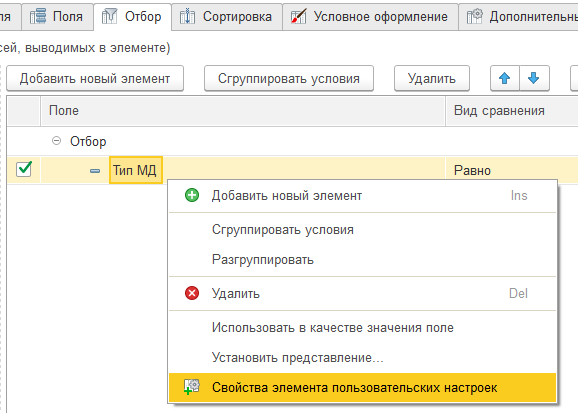 ля Поля Отбор Сортировка Условное оформление Дополнительны
сей, выводимых в элементе)
Добавить новый элемент Сгруппировать условия Удалить
Поле Вид сравнения
Отбор
Тип МД Равно
Добавить новый элемент Ins
Сгруппировать условия
Разгруппировать
Удалить Del
Использовать в качестве значения поле
Установить представление...
Свойства элемента пользовательских настроек